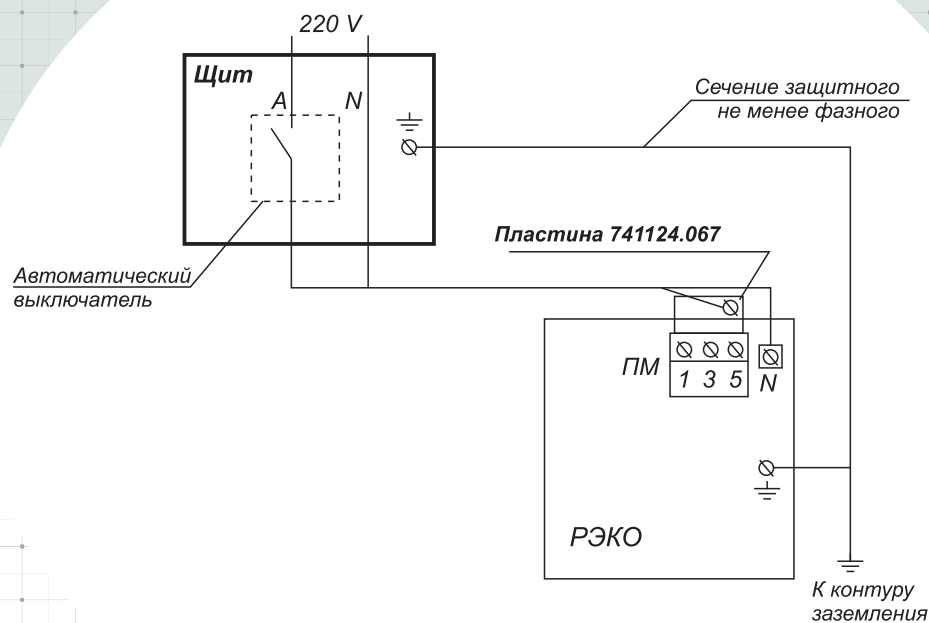 220 V
Щит
A N
Сечение защитного
не менее фазного
Пластина 741124.067
Автоматический
выключатель
ПМ
1 3 5
N
РЭКО
К контуру
заземления